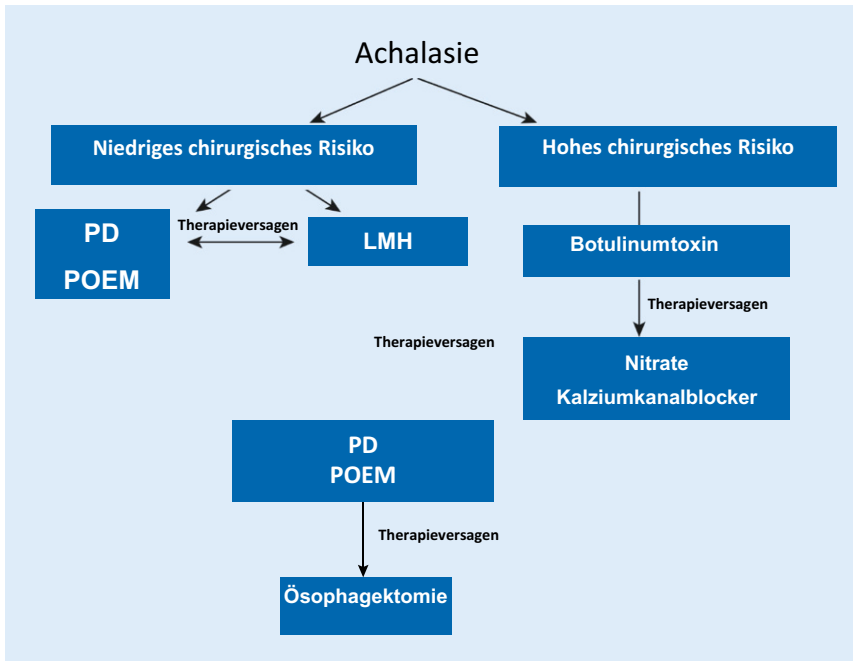 Achalasie
Niedriges chirurgisches Risiko
Hohes chirurgisches Risiko
PD
POEM
Therapieversagen
LMH
Botulinumtoxin
Therapieversagen
Therapieversagen
Nitrate
Kalziumkanalblocker
PD
POEM
Therapieversagen
Ösophagektomie